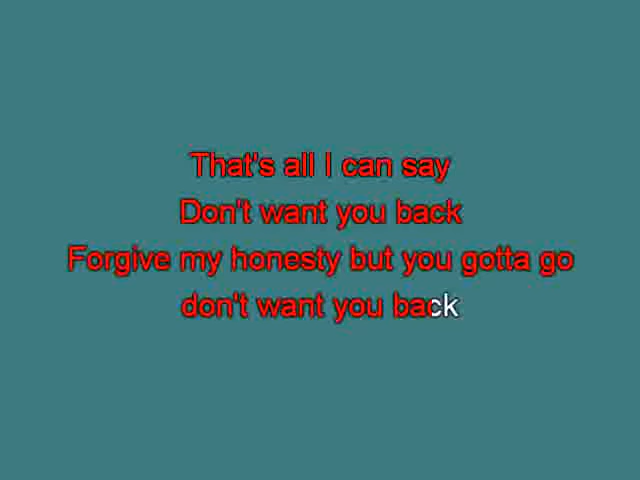 That's all I can say
Don't want you back
Forgive my honesty but you gotta go
don't want you back